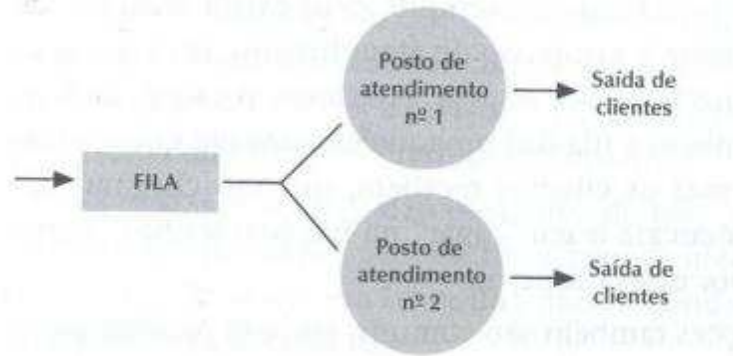 Posto de
atendimento
nº 1
Saída de
clientes
FILA
Posto de
atendimento
nº 2
Saída de
clientes